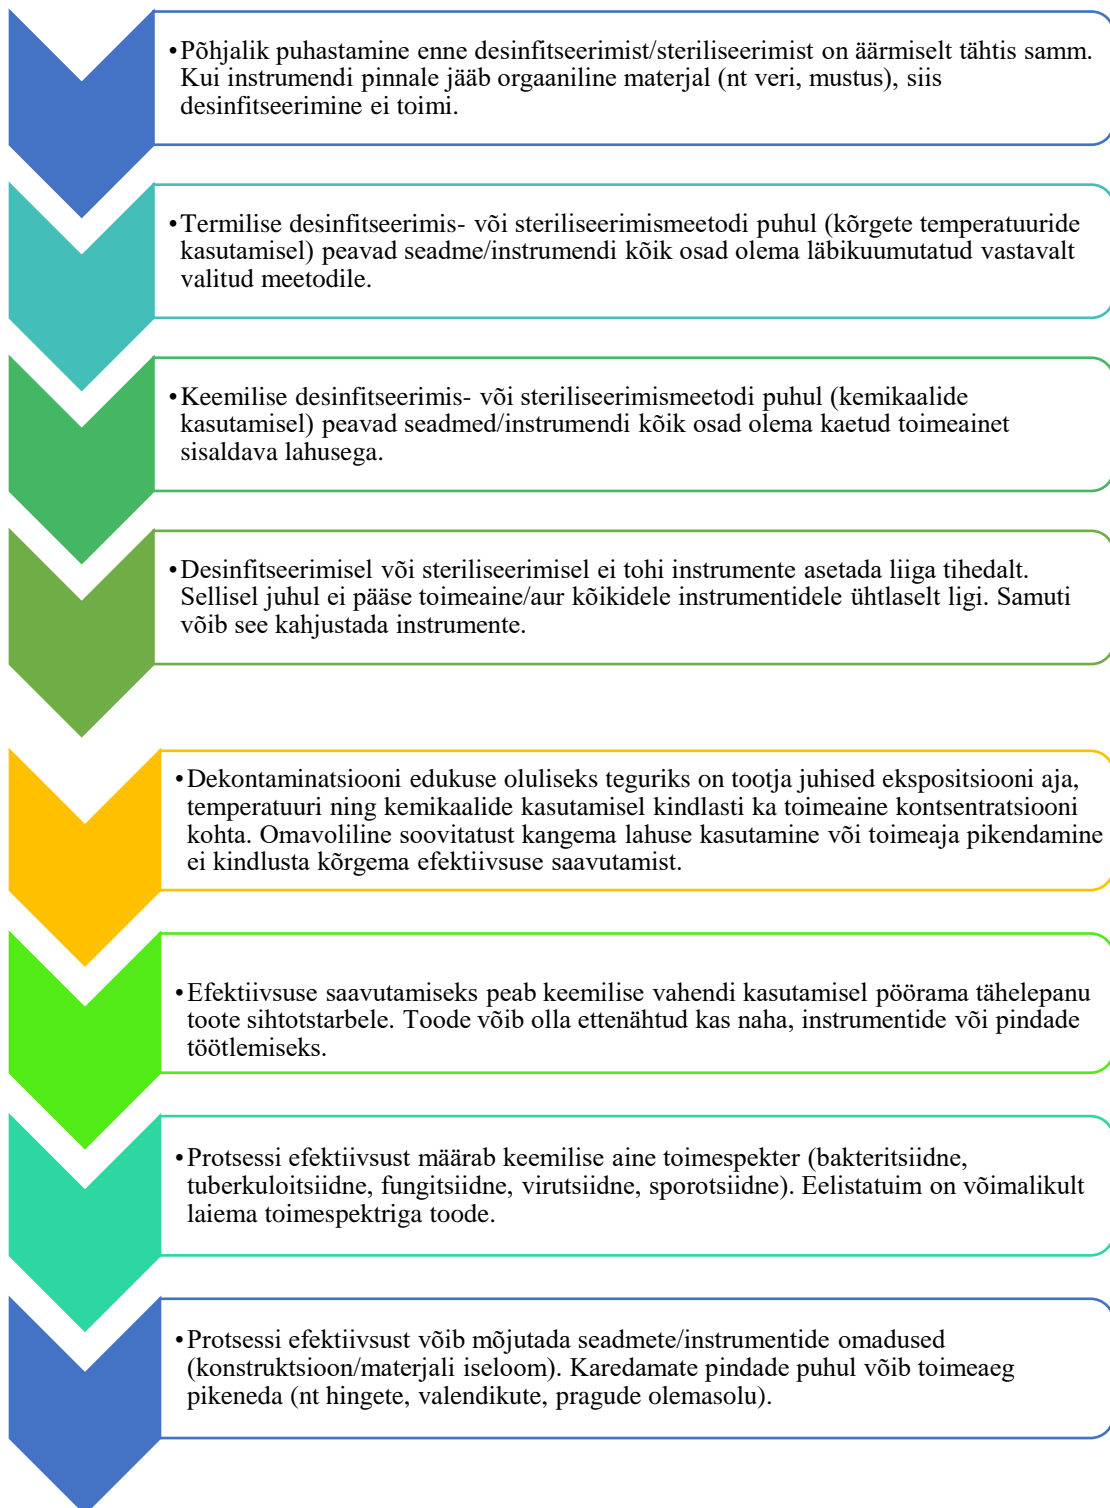 •Põhjalik puhastamine enne desinfitseerimist/steriliseerimist on äärmiselt tähtis samm.
Kui instrumendi pinnale jääb orgaaniline materjal (nt veri, mustus), siis
desinfitseerimine ei toimi.
•Termilise desinfitseerimis- või steriliseerimismeetodi puhul (kõrgete temperatuuride
kasutamisel) peavad seadme/instrumendi kõik osad olema läbikuumutatud vastavalt
valitud meetodile.
•Keemilise desinfitseerimis- või steriliseerimismeetodi puhul (kemikaalide
kasutamisel) peavad seadmed/instrumendi kõik osad olema kaetud toimeainet
sisaldava lahusega.
•Desinfitseerimisel või steriliseerimisel ei tohi instrumente asetada liiga tihedalt.
Sellisel juhul ei pääse toimeaine/aur kõikidele instrumentidele ühtlaselt ligi. Samuti
võib see kahjustada instrumente.
•Dekontaminatsiooni edukuse oluliseks teguriks on tootja juhised ekspositsiooni aja,
temperatuuri ning kemikaalide kasutamisel kindlasti ka toimeaine kontsentratsiooni
kohta. Omavoliline soovitatust kangema lahuse kasutamine või toimeaja pikendamine
ei kindlusta kõrgema efektiivsuse saavutamist.
•Efektiivsuse saavutamiseks peab keemilise vahendi kasutamisel pöörama tähelepanu
toote sihtotstarbele. Toode võib olla ettenähtud kas naha, instrumentide või pindade
töötlemiseks.
•Protsessi efektiivsust määrab keemilise aine toimespekter (bakteritsiidne,
tuberkuloitsiidne, fungitsiidne, virutsiidne, sporotsiidne). Eelistatuim on võimalikult
laiema toimespektriga toode.
•Protsessi efektiivsust võib mõjutada seadmete/instrumentide omadused
(konstruktsioon/materjali iseloom). Karedamate pindade puhul võib toimeaeg
pikeneda (nt hingete, valendikute, pragude olemasolu).